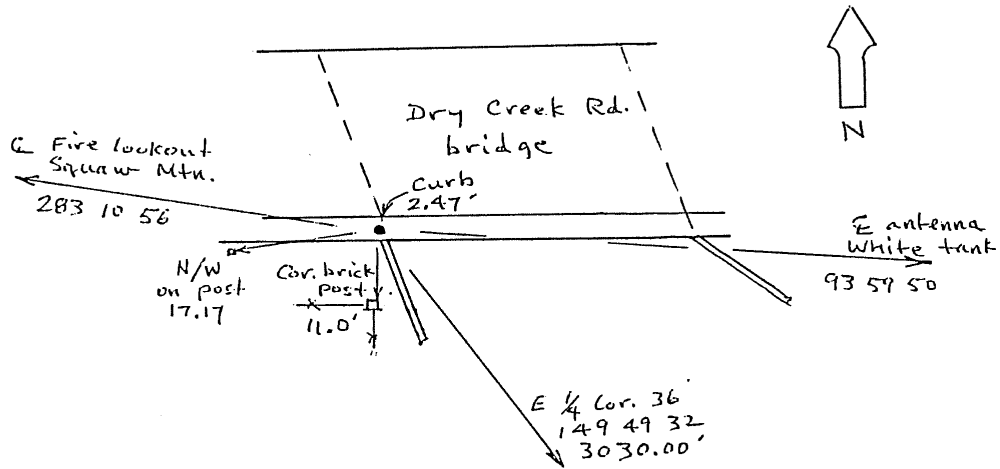 Dry Creek Rd.
bridge
N
℄ Fire lookout
Squaw Mtn.
283 10 56
Curb
2.47'
E antenna
White tank
93 59 50
N/W
on post
17.17
Cor. brick
post
11.0'
E 1/4 Cor. 36
149 49 32
3030.00'